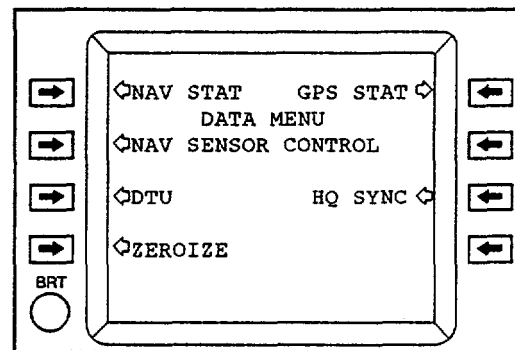 ⇦NAV STAT GPS STAT⇨
DATA MENU
⇦NAV SENSOR CONTROL
⇦DTU HQ SYNC⇦
⇦ZEROIZE
BRT